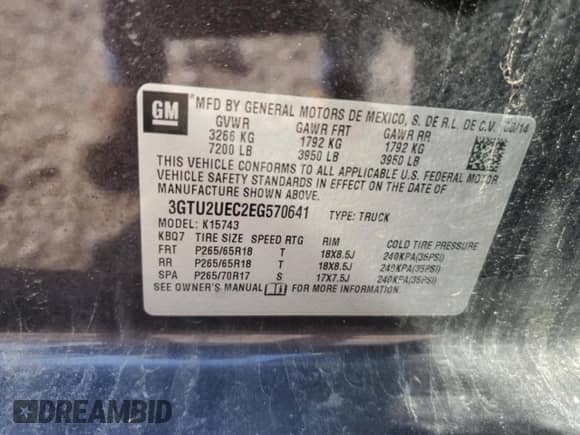 GM
*MFD BY GENERAL MOTORS DE MEXICO, S. DE R.L. DE C.V. 03/14
GVWR GAWR FRT GAWR RR
3266 KG 1792 KG 1792 KG
7200 LB 3950 LB 3950 LB
THIS VEHICLE CONFORMS TO ALL APPLICABLE U.S. FEDERAL MOTOR
VEHICLE SAFETY STANDARDS IN EFFECT ON THE DATE OF
MANUFACTURE SHOWN ABOVE.*
3GTU2UEC2EG570641 TYPE: TRUCK
MODEL: K15743
KBQ7 TIRE SIZE SPEED RTG RIM COLD TIRE PRESSURE
FRT P265/65R18 T 18X8.5J 240KPA(35PSI)
RR P265/65R18 T 18X8.5J 240KPA(35PSI)
SPA P265/70R17 S 17X7.5J 240KPA(35PSI)
SEE OWNER'S MANUAL FOR MORE INFORMATION.
DREAMBID